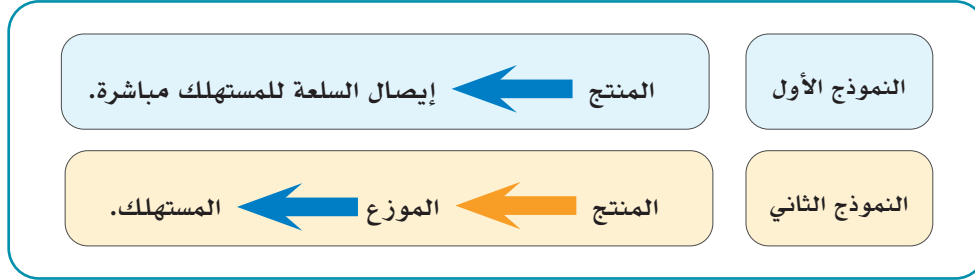 النموذج الأول
المنتج إيصال السلعة للمستهلك مباشرة.
النموذج الثاني
المنتج الموزع المستهلك.